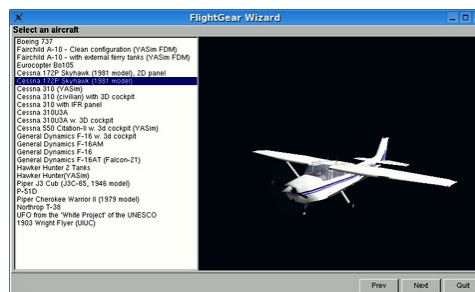 FlightGear Wizard
Select an aircraft
Boeing 737
Fairchild A-10 - Clean configuration (YASim FDM)
Fairchild A-10 - with external ferry tanks (YASim FDM)
Eurocopter Bo105
Cessna 172P Skyhawk (1981 model), 2D panel
Cessna 172P Skyhawk (1981 model)
Cessna 310 (YASim)
Cessna 310 (civilian) with 3D cockpit
Cessna 310 with IFR panel
Cessna 310U3A
Cessna 310U3A w. 3D cockpit
Cessna 550 Citation-II w. 3d cockpit (YASim)
General Dynamics F-16 w. 3d cockpit
General Dynamics F-16AM
General Dynamics F-16
General Dynamics F-16AT (Falcon-21)
Hawker Hunter 2 Tanks
Hawker Hunter(YASim)
Piper J3 Cub (J3C-65, 1946 model)
P-51D
Piper Cherokee Warrior II (1979 model)
Northrop T-38
UFO from the 'White Project' of the UNESCO
1903 Wright Flyer (UIUC)
Prev Next Quit